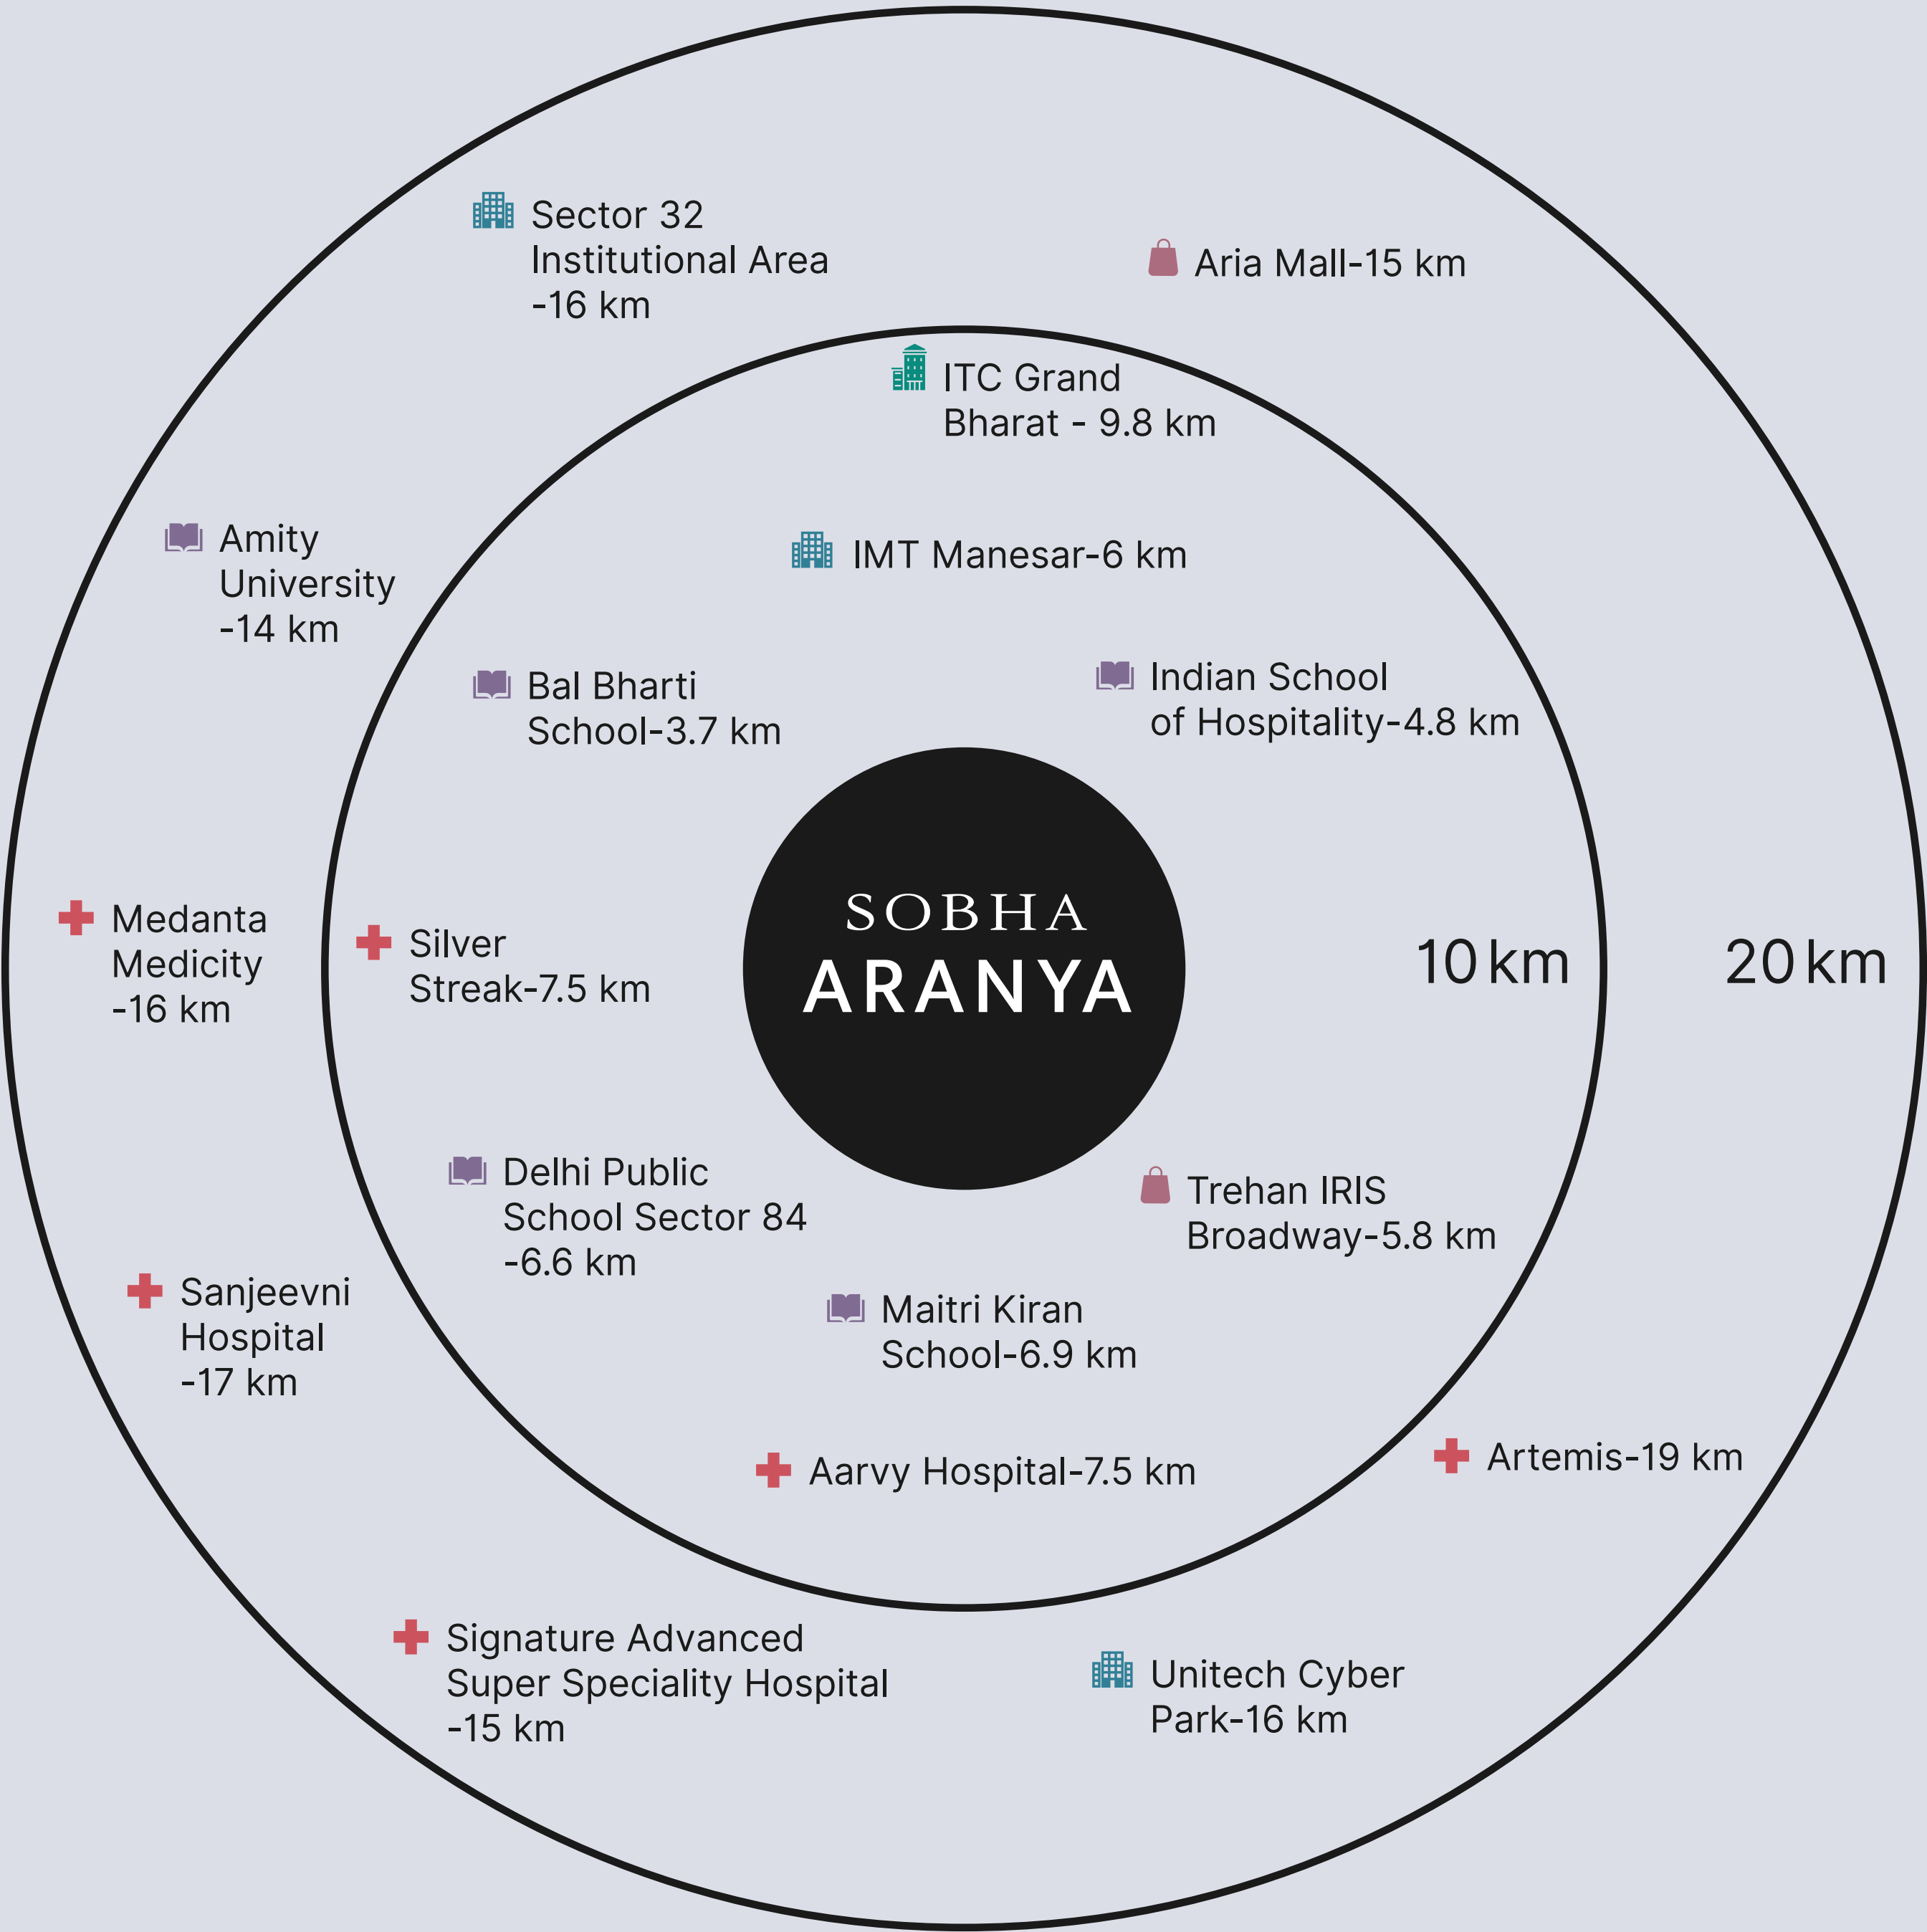 Sector 32
Institutional Area
-16 km
Aria Mall-15 km
ITC Grand
Bharat - 9.8 km
Amity
University
-14 km
IMT Manesar-6 km
Bal Bharti
School-3.7 km
Indian School
of Hospitality-4.8 km
Medanta
Medicity
-16 km
Silver
Streak-7.5 km
SOBHA
ARANYA
10 km
20 km
Delhi Public
School Sector 84
-6.6 km
Trehan IRIS
Broadway-5.8 km
Sanjeevni
Hospital
-17 km
Maitri Kiran
School-6.9 km
Aarvy Hospital-7.5 km
Artemis-19 km
Signature Advanced
Super Speciality Hospital
-15 km
Unitech Cyber
Park-16 km